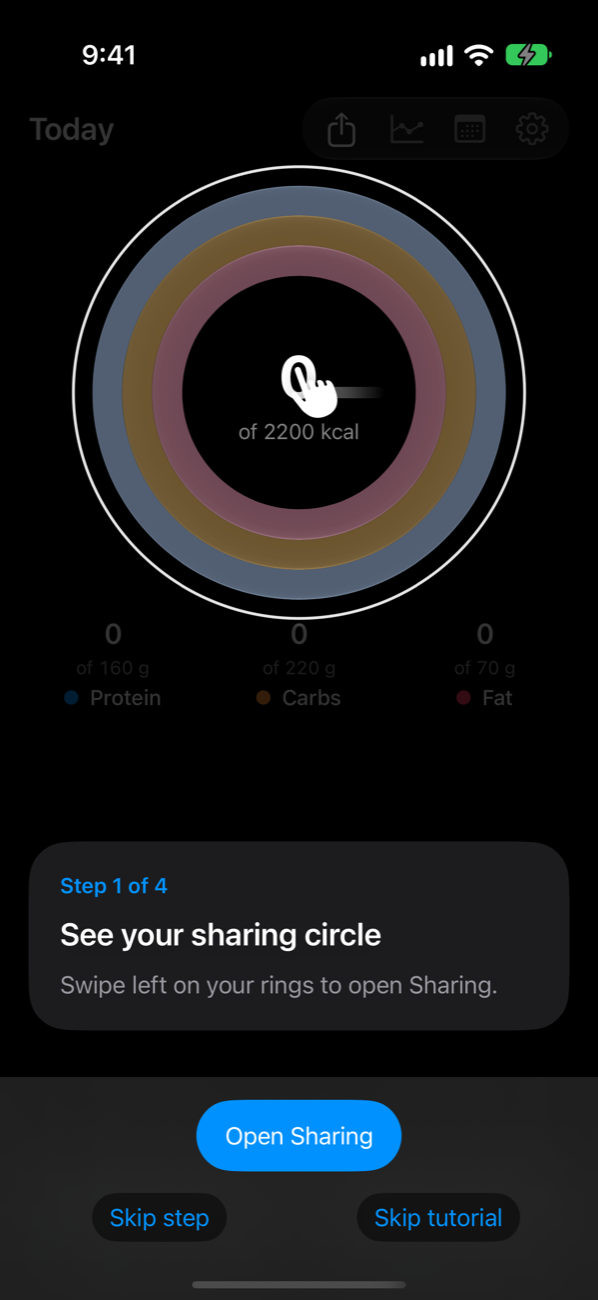 9:41
Today
0
of 2200 kcal
0
of 160 g
Protein
0
of 220 g
Carbs
0
of 70 g
Fat
Step 1 of 4
See your sharing circle
Swipe left on your rings to open Sharing.
Open Sharing
Skip step
Skip tutorial